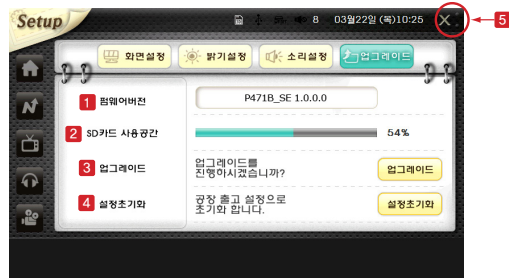 Setup
8 03월22일 (목)10:25
5
화면설정
밝기설정
소리설정
업그레이드
1 펌웨어버전
P471B_SE 1.0.0.0
2 SD카드 사용공간
54%
3 업그레이드
업그레이드를
진행하시겠습니까?
업그레이드
4 설정초기화
공장 출고 설정으로
초기화 합니다.
설정초기화